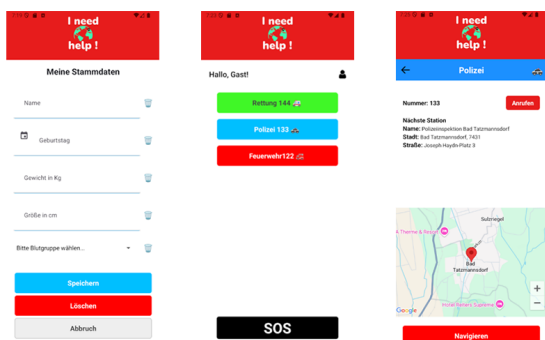 I need
help !
Meine Stammdaten
Name
Geburtstag
Gewicht in Kg
Größe in cm
Bitte Blutgruppe wählen...
Speichern
Löschen
Abbruch
I need
help !
Hallo, Gast!
Rettung 144
Polizei 133
Feuerwehr122
SOS
I need
help !
Polizei
Nummer: 133
Anrufen
Nächste Station
Name: Polizeiinspektion Bad Tatzmannsdorf
Stadt: Bad Tatzmannsdorf, 7431
Straße: Joseph-Haydn-Platz 3
Sulzriegel
A Therme &
Bad
Tatzmannsdorf
Google
+
−
Navigieren